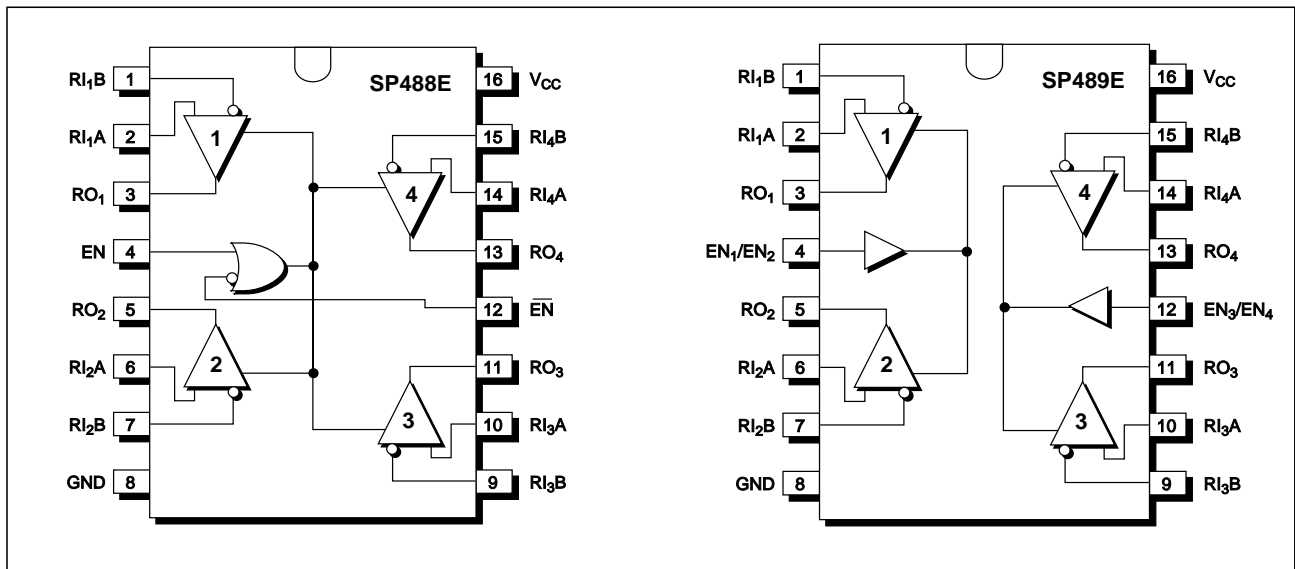 SP488E
RI₁B 1
RI₁A 2
RO₁ 3
EN 4
RO₂ 5
RI₂A 6
RI₂B 7
GND 8
16 V_CC
15 RI₄B
14 RI₄A
13 RO₄
12 E̅N̅
11 RO₃
10 RI₃A
9 RI₃B
1
2
4
3
SP489E
RI₁B 1
RI₁A 2
RO₁ 3
EN₁/EN₂ 4
RO₂ 5
RI₂A 6
RI₂B 7
GND 8
16 V_CC
15 RI₄B
14 RI₄A
13 RO₄
12 EN₃/EN₄
11 RO₃
10 RI₃A
9 RI₃B
1
2
4
3